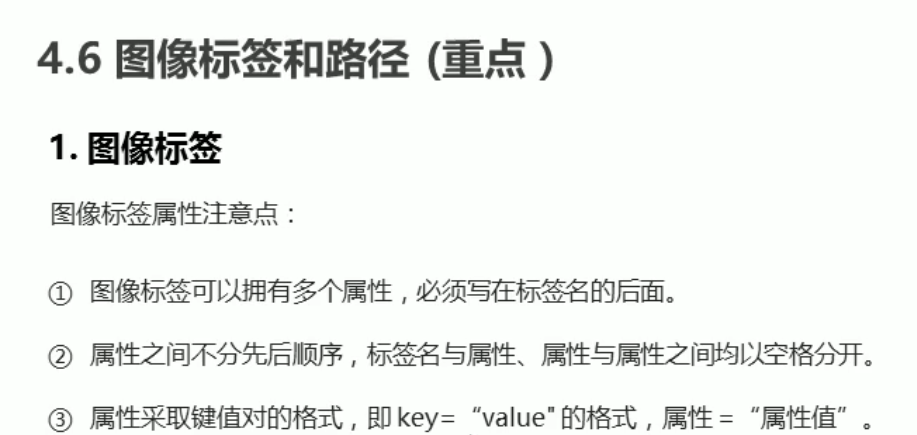 4.6 图像标签和路径 (重点 )
1. 图像标签
图像标签属性注意点：
① 图像标签可以拥有多个属性，必须写在标签名的后面。
② 属性之间不分先后顺序，标签名与属性、属性与属性之间均以空格分开。
③ 属性采取键值对的格式，即 key= “value" 的格式，属性 = “属性值” 。